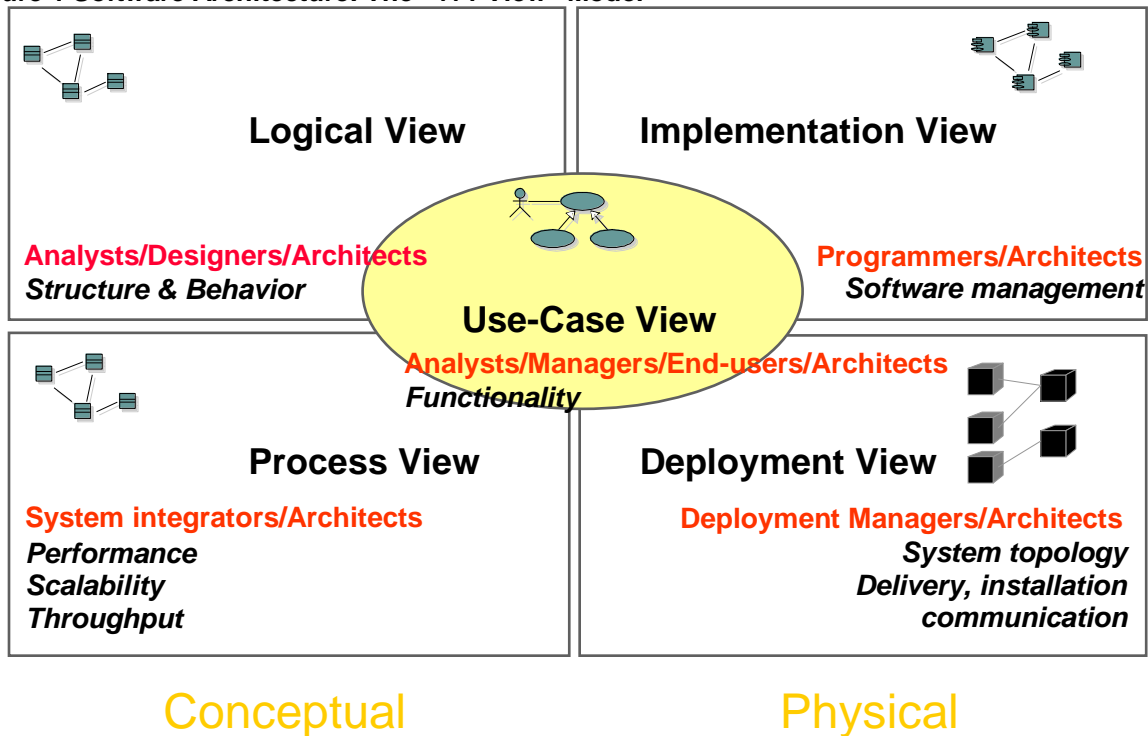 Logical View
Implementation View
Analysts/Designers/Architects
Structure & Behavior
Programmers/Architects
Software management
Use-Case View
Analysts/Managers/End-users/Architects
Functionality
Process View
Deployment View
System integrators/Architects
Performance
Scalability
Throughput
Deployment Managers/Architects
System topology
Delivery, installation
communication
Conceptual
Physical